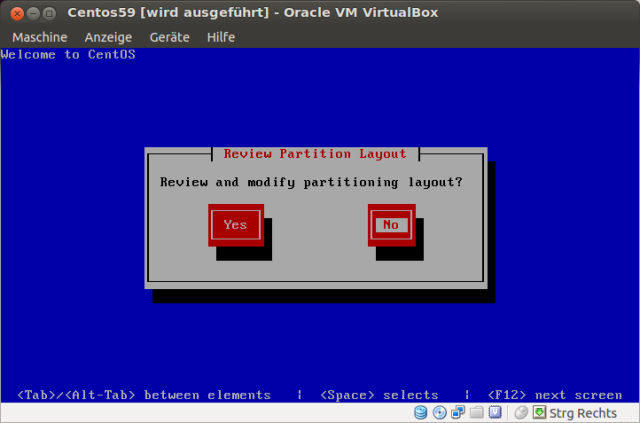 Centos59 [wird ausgeführt] - Oracle VM VirtualBox
Maschine Anzeige Geräte Hilfe
Welcome to CentOS
Review Partition Layout
Review and modify partitioning layout?
Yes No
<Tab>/<Alt-Tab> between elements | <Space> selects | <F12> next screen
Strg Rechts